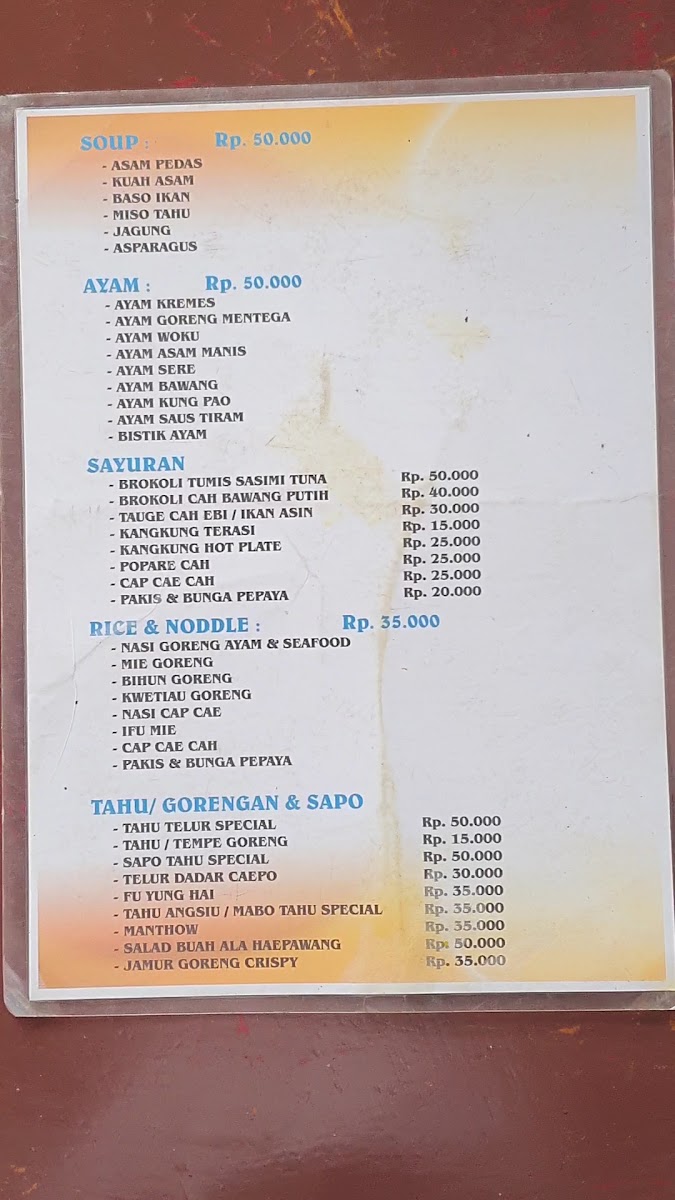 SOUP : Rp. 50.000
- ASAM PEDAS
- KUAH ASAM
- BASO IKAN
- MISO TAHU
- JAGUNG
- ASPARAGUS
AYAM : Rp. 50.000
- AYAM KREMES
- AYAM GORENG MENTEGA
- AYAM WOKU
- AYAM ASAM MANIS
- AYAM SERE
- AYAM BAWANG
- AYAM KUNG PAO
- AYAM SAUS TIRAM
- BISTIK AYAM
SAYURAN
- BROKOLI TUMIS SASIMI TUNA Rp. 50.000
- BROKOLI CAH BAWANG PUTIH Rp. 40.000
- TAUGE CAH EBI / IKAN ASIN Rp. 30.000
- KANGKUNG TERASI Rp. 15.000
- KANGKUNG HOT PLATE Rp. 25.000
- POPARE CAH Rp. 25.000
- CAP CAE CAH Rp. 25.000
- PAKIS & BUNGA PEPAYA Rp. 20.000
RICE & NODDLE : Rp. 35.000
- NASI GORENG AYAM & SEAFOOD
- MIE GORENG
- BIHUN GORENG
- KWETIAU GORENG
- NASI CAP CAE
- IFU MIE
- CAP CAE CAH
- PAKIS & BUNGA PEPAYA
TAHU/ GORENGAN & SAPO
- TAHU TELUR SPECIAL Rp. 50.000
- TAHU / TEMPE GORENG Rp. 15.000
- SAPO TAHU SPECIAL Rp. 50.000
- TELUR DADAR CAEPO Rp. 30.000
- FU YUNG HAI Rp. 35.000
- TAHU ANGSIU / MABO TAHU SPECIAL Rp. 35.000
- MANTHOW Rp. 35.000
- SALAD BUAH ALA HAEPAWANG Rp. 50.000
- JAMUR GORENG CRISPY Rp. 35.000